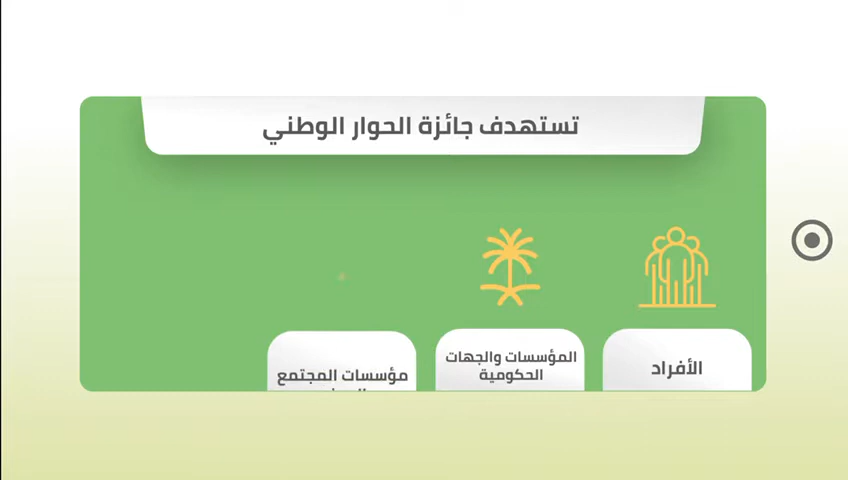 تستهدف جائزة الحوار الوطني
الأفراد
المؤسسات والجهات
الحكومية
مؤسسات المجتمع